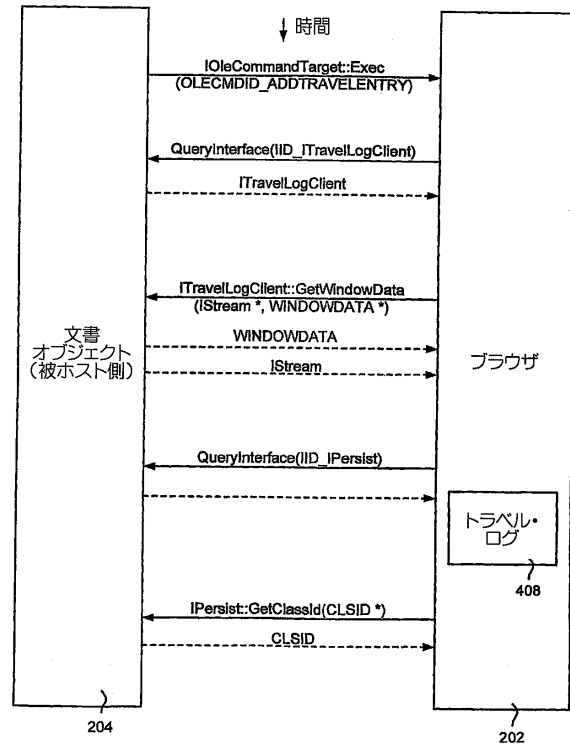 時間
IOleCommandTarget::Exec
(OLECMDID_ADDTRAVELENTRY)
QueryInterface(IID_ITravelLogClient)
ITravelLogClient
ITravelLogClient::GetWindowData
(IStream *, WINDOWDATA *)
WINDOWDATA
IStream
文書
オブジェクト
(被ホスト側)
ブラウザ
QueryInterface(IID_IPersist)
トラベル・
ログ
408
IPersist::GetClassId(CLSID *)
CLSID
204
202